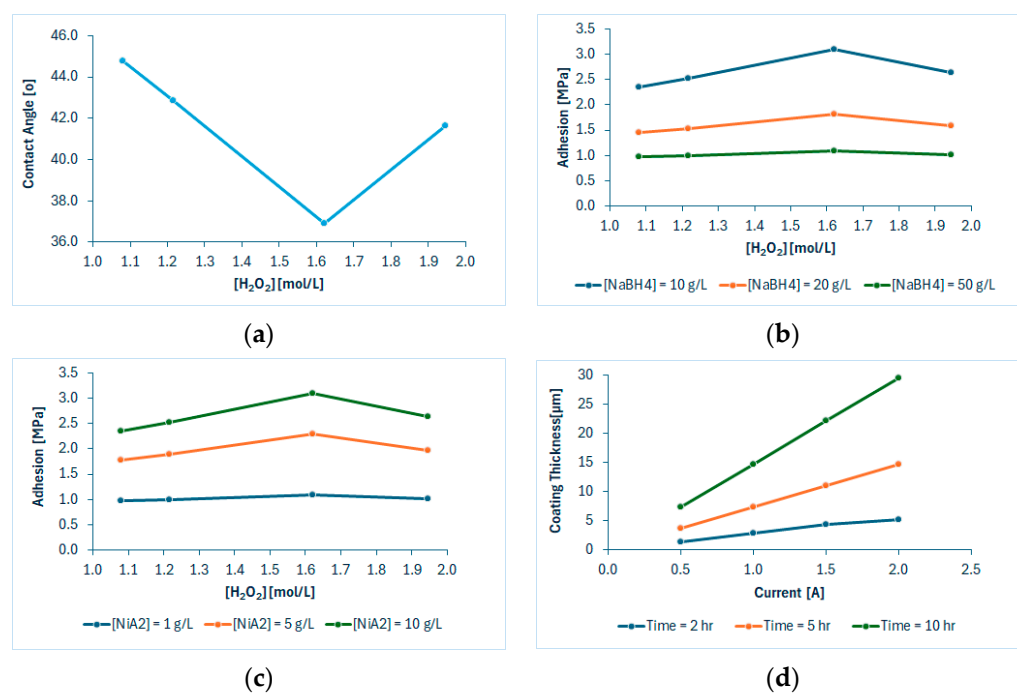 46.0
44.0
42.0
40.0
38.0
36.0
Contact Angle [o]
1.0 1.1 1.2 1.3 1.4 1.5 1.6 1.7 1.8 1.9 2.0
[H₂O₂] [mol/L]
(a)
3.5
3.0
2.5
2.0
1.5
1.0
0.5
0.0
Adhesion [MPa]
1.0 1.1 1.2 1.3 1.4 1.5 1.6 1.7 1.8 1.9 2.0
[H₂O₂] [mol/L]
[NaBH4] = 10 g/L [NaBH4] = 20 g/L [NaBH4] = 50 g/L
(b)
3.5
3.0
2.5
2.0
1.5
1.0
0.5
0.0
Adhesion [MPa]
1.0 1.1 1.2 1.3 1.4 1.5 1.6 1.7 1.8 1.9 2.0
[H₂O₂] [mol/L]
[NiA2] = 1 g/L [NiA2] = 5 g/L [NiA2] = 10 g/L
(c)
30
25
20
15
10
5
0
Coating Thickness[μm]
0.0 0.5 1.0 1.5 2.0 2.5
Current [A]
Time = 2 hr Time = 5 hr Time = 10 hr
(d)